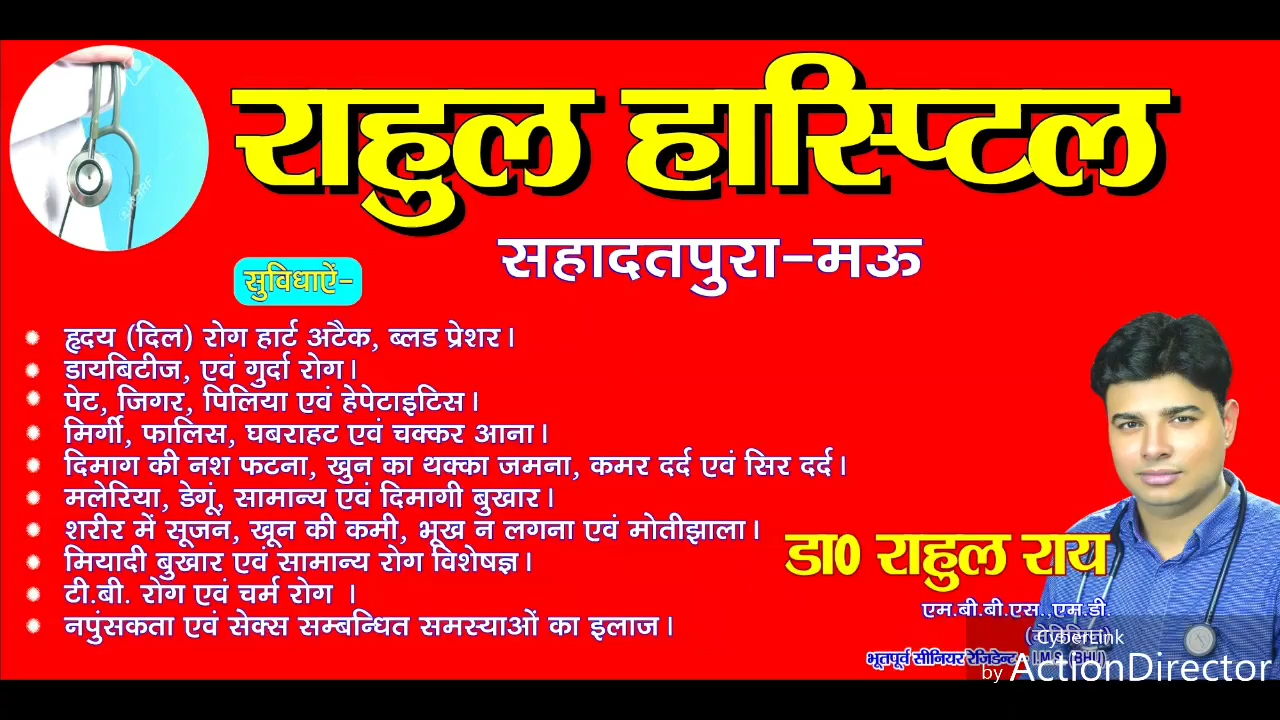 राहुल हास्पिटल
सहादतपुरा-मऊ
सुविधाऐं-
हृदय (दिल) रोग हार्ट अटैक, ब्लड प्रेशर।
डायबिटीज, एवं गुर्दा रोग।
पेट, जिगर, पिलिया एवं हेपेटाइटिस।
मिर्गी, फालिस, घबराहट एवं चक्कर आना।
दिमाग की नश फटना, खुन का थक्का जमना, कमर दर्द एवं सिर दर्द।
मलेरिया, डेगूं, सामान्य एवं दिमागी बुखार।
शरीर में सूजन, खून की कमी, भूख न लगना एवं मोतीझाला।
मियादी बुखार एवं सामान्य रोग विशेषज्ञ।
टी.बी. रोग एवं चर्म रोग ।
नपुंसकता एवं सेक्स सम्बन्धित समस्याओं का इलाज।
डा0 राहुल राय
एम.बी.बी.एस. एम.डी.
CyberLink
भूतपूर्व सीनियर रेजिडेन्ट - I.M.S. (BHU)
by ActionDirector